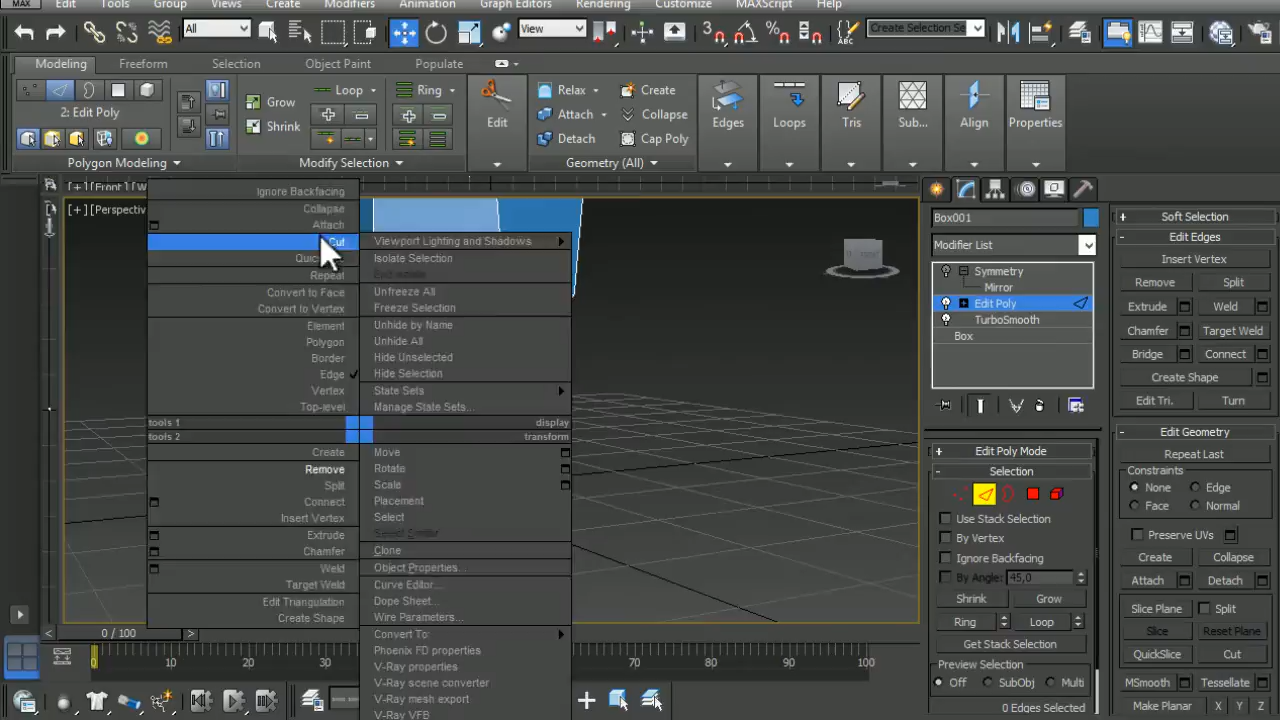 MAX Edit Tools Group Views Create Modifiers Animation Graph Editors Rendering Customize MAXScript Help
All View Create Selection Se
Modeling Freeform Selection Object Paint Populate
2: Edit Poly
Polygon Modeling
Grow
Shrink
Loop
Ring
Modify Selection
Edit
Relax Create
Attach Collapse
Detach Cap Poly
Geometry (All)
Edges
Loops
Tris
Sub...
Align
Properties
[+][Front][W
[+][Perspectiv
Ignore Backfacing
Collapse
Attach
Cut
Repeat
Convert to Face
Convert to Vertex
Element
Polygon
Border
Edge
Vertex
Top-level
tools 1
tools 2
Create
Remove
Split
Connect
Insert Vertex
Extrude
Chamfer
Weld
Target Weld
Edit Triangulation
Create Shape
Viewport Lighting and Shadows
Isolate Selection
Unfreeze All
Freeze Selection
Unhide by Name
Unhide All
Hide Unselected
Hide Selection
State Sets
Manage State Sets...
display
transform
Move
Rotate
Scale
Placement
Select
Select Similar
Clone
Object Properties...
Curve Editor...
Dope Sheet...
Wire Parameters...
Convert To:
Phoenix FD properties
V-Ray properties
V-Ray scene converter
V-Ray mesh export
V-Ray VFB
FRONT
Box001
Modifier List
Symmetry
Mirror
Edit Poly
TurboSmooth
Box
Edit Poly Mode
Selection
Use Stack Selection
By Vertex
Ignore Backfacing
By Angle: 45,0
Shrink Grow
Ring Loop
Get Stack Selection
Preview Selection
Off SubObj Multi
0 Edges Selected
Soft Selection
Edit Edges
Insert Vertex
Remove Split
Extrude Weld
Chamfer Target Weld
Bridge Connect
Create Shape
Edit Tri. Turn
Edit Geometry
Repeat Last
Constraints
None Edge
Face Normal
Preserve UVs
Create Collapse
Attach Detach
Slice Plane Split
Slice Reset Plane
QuickSlice Cut
MSmooth Tessellate
Make Planar X Y Z
< 0 / 100 >
0 10 20 30 70 80 90 100